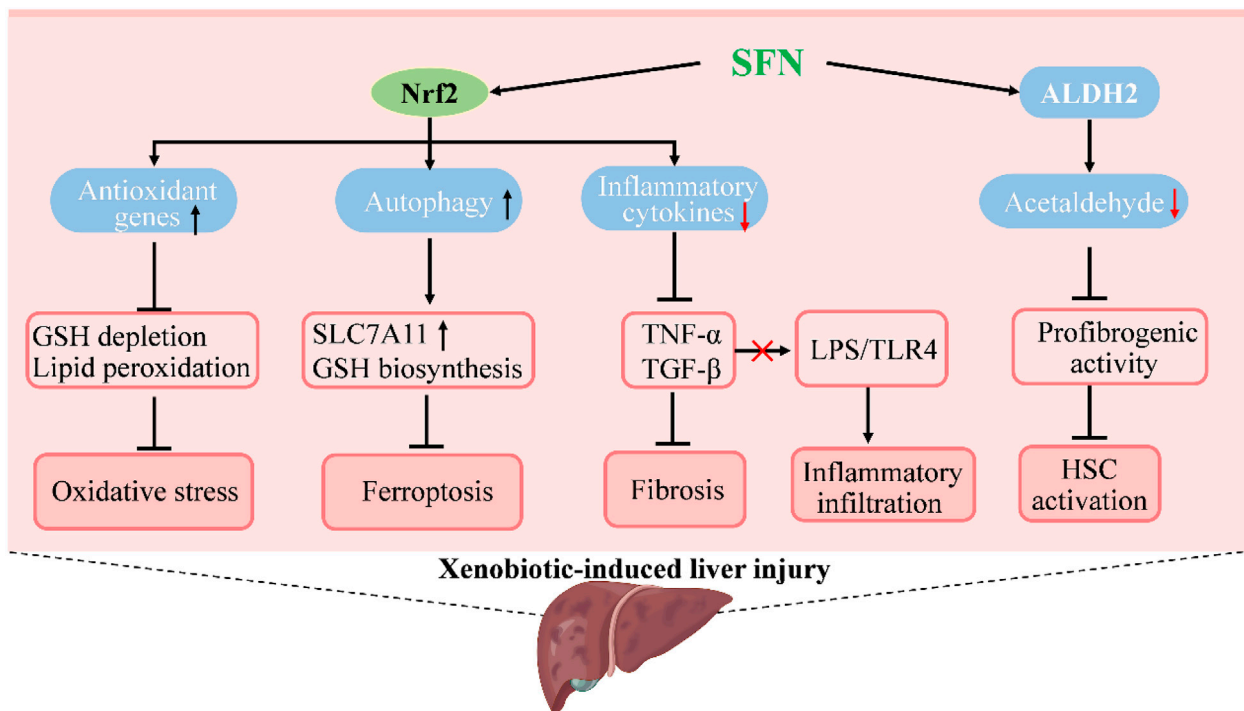 SFN
Nrf2
ALDH2
Antioxidant
genes
Autophagy
Inflammatory
cytokines
Acetaldehyde
GSH depletion
Lipid peroxidation
SLC7A11
GSH biosynthesis
TNF-α
TGF-β
LPS/TLR4
Profibrogenic
activity
Oxidative stress
Ferroptosis
Fibrosis
Inflammatory
infiltration
HSC
activation
Xenobiotic-induced liver injury